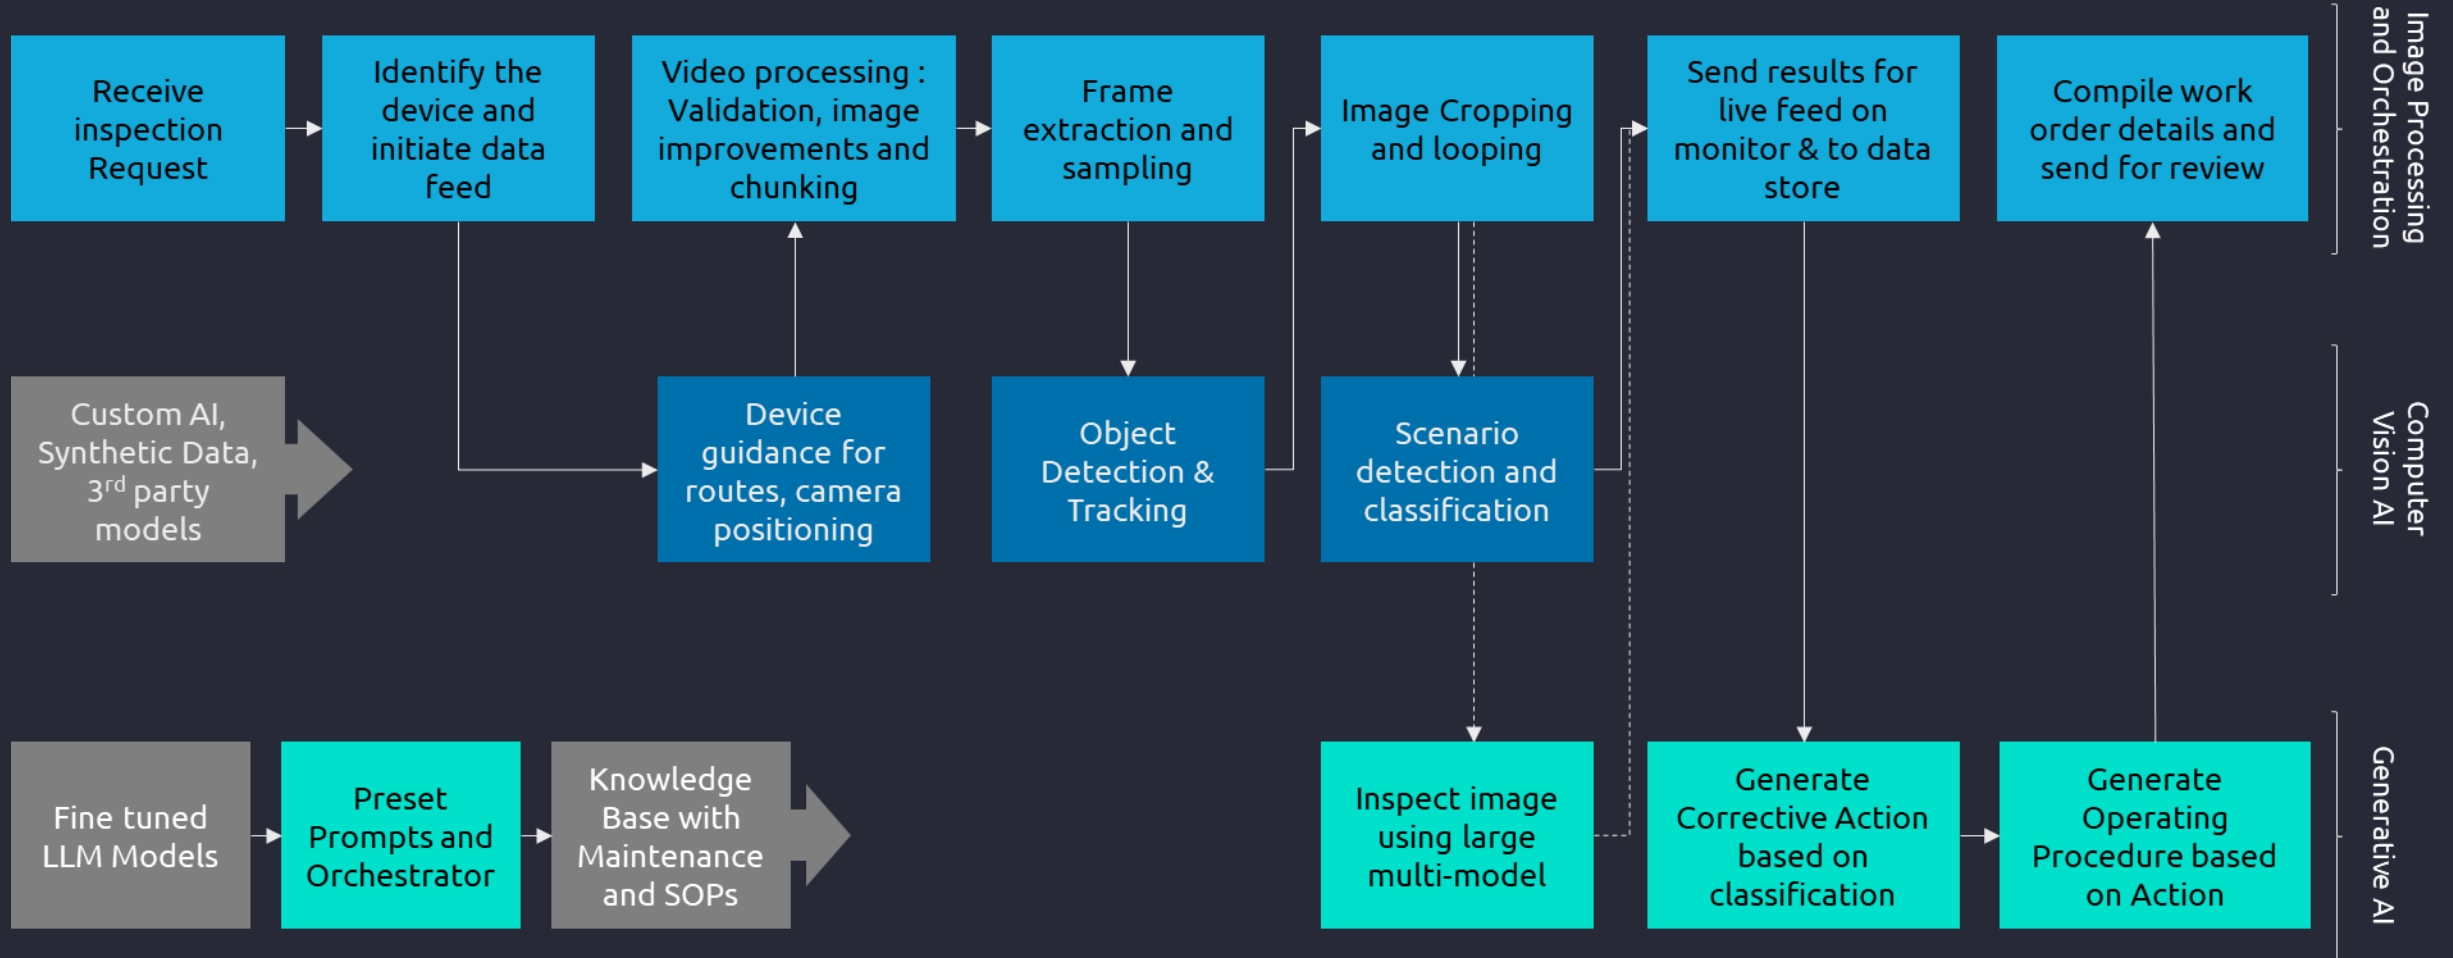 Receive
inspection
Request
Identify the
device and
initiate data
feed
Video processing :
Validation, image
improvements and
chunking
Frame
extraction and
sampling
Image Cropping
and looping
Send results for
live feed on
monitor & to data
store
Compile work
order details and
send for review
Image Processing
and Orchestration
Custom AI,
Synthetic Data,
3rd party
models
Device
guidance for
routes, camera
positioning
Object
Detection &
Tracking
Scenario
detection and
classification
Computer
Vision AI
Fine tuned
LLM Models
Preset
Prompts and
Orchestrator
Knowledge
Base with
Maintenance
and SOPs
Inspect image
using large
multi-model
Generate
Corrective Action
based on
classification
Generate
Operating
Procedure based
on Action
Generative AI